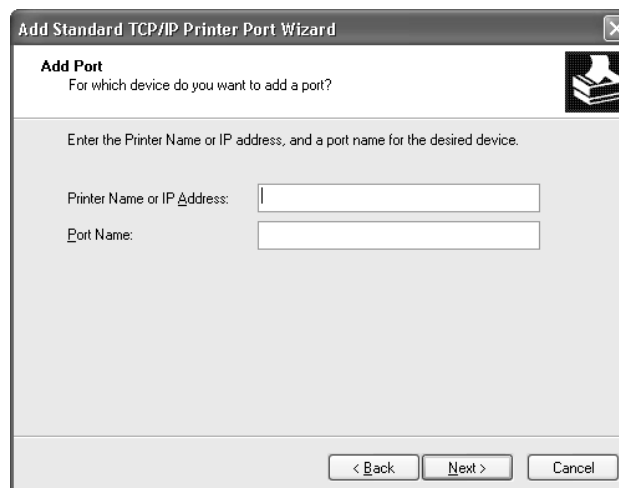 Add Standard TCP/IP Printer Port Wizard
Add Port
For which device do you want to add a port?
Enter the Printer Name or IP address, and a port name for the desired device.
Printer Name or IP Address:
Port Name:
< Back
Next >
Cancel